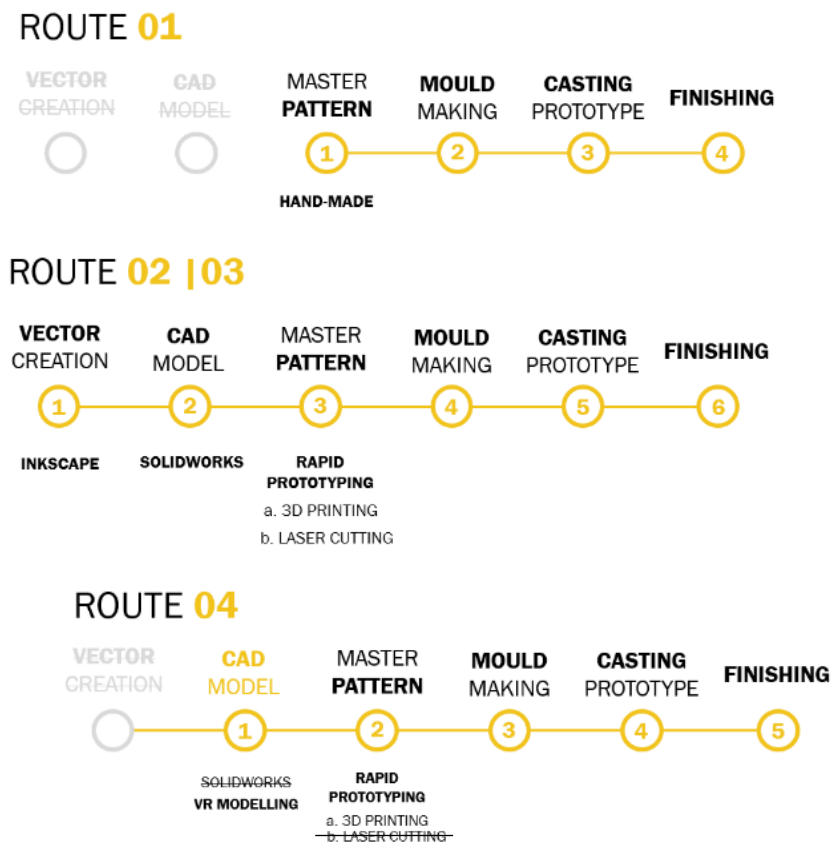 ROUTE 01
VECTOR CAD MASTER MOULD CASTING FINISHING
CREATION MODEL PATTERN MAKING PROTOTYPE
1 2 3 4
HAND-MADE
ROUTE 02 | 03
VECTOR CAD MASTER MOULD CASTING FINISHING
CREATION MODEL PATTERN MAKING PROTOTYPE
1 2 3 4 5 6
INKSCAPE SOLIDWORKS RAPID
PROTOTYPING
a. 3D PRINTING
b. LASER CUTTING
ROUTE 04
VECTOR CAD MASTER MOULD CASTING FINISHING
CREATION MODEL PATTERN MAKING PROTOTYPE
1 2 3 4 5
SOLIDWORKS RAPID
VR MODELLING PROTOTYPING
a. 3D PRINTING
b. LASER CUTTING